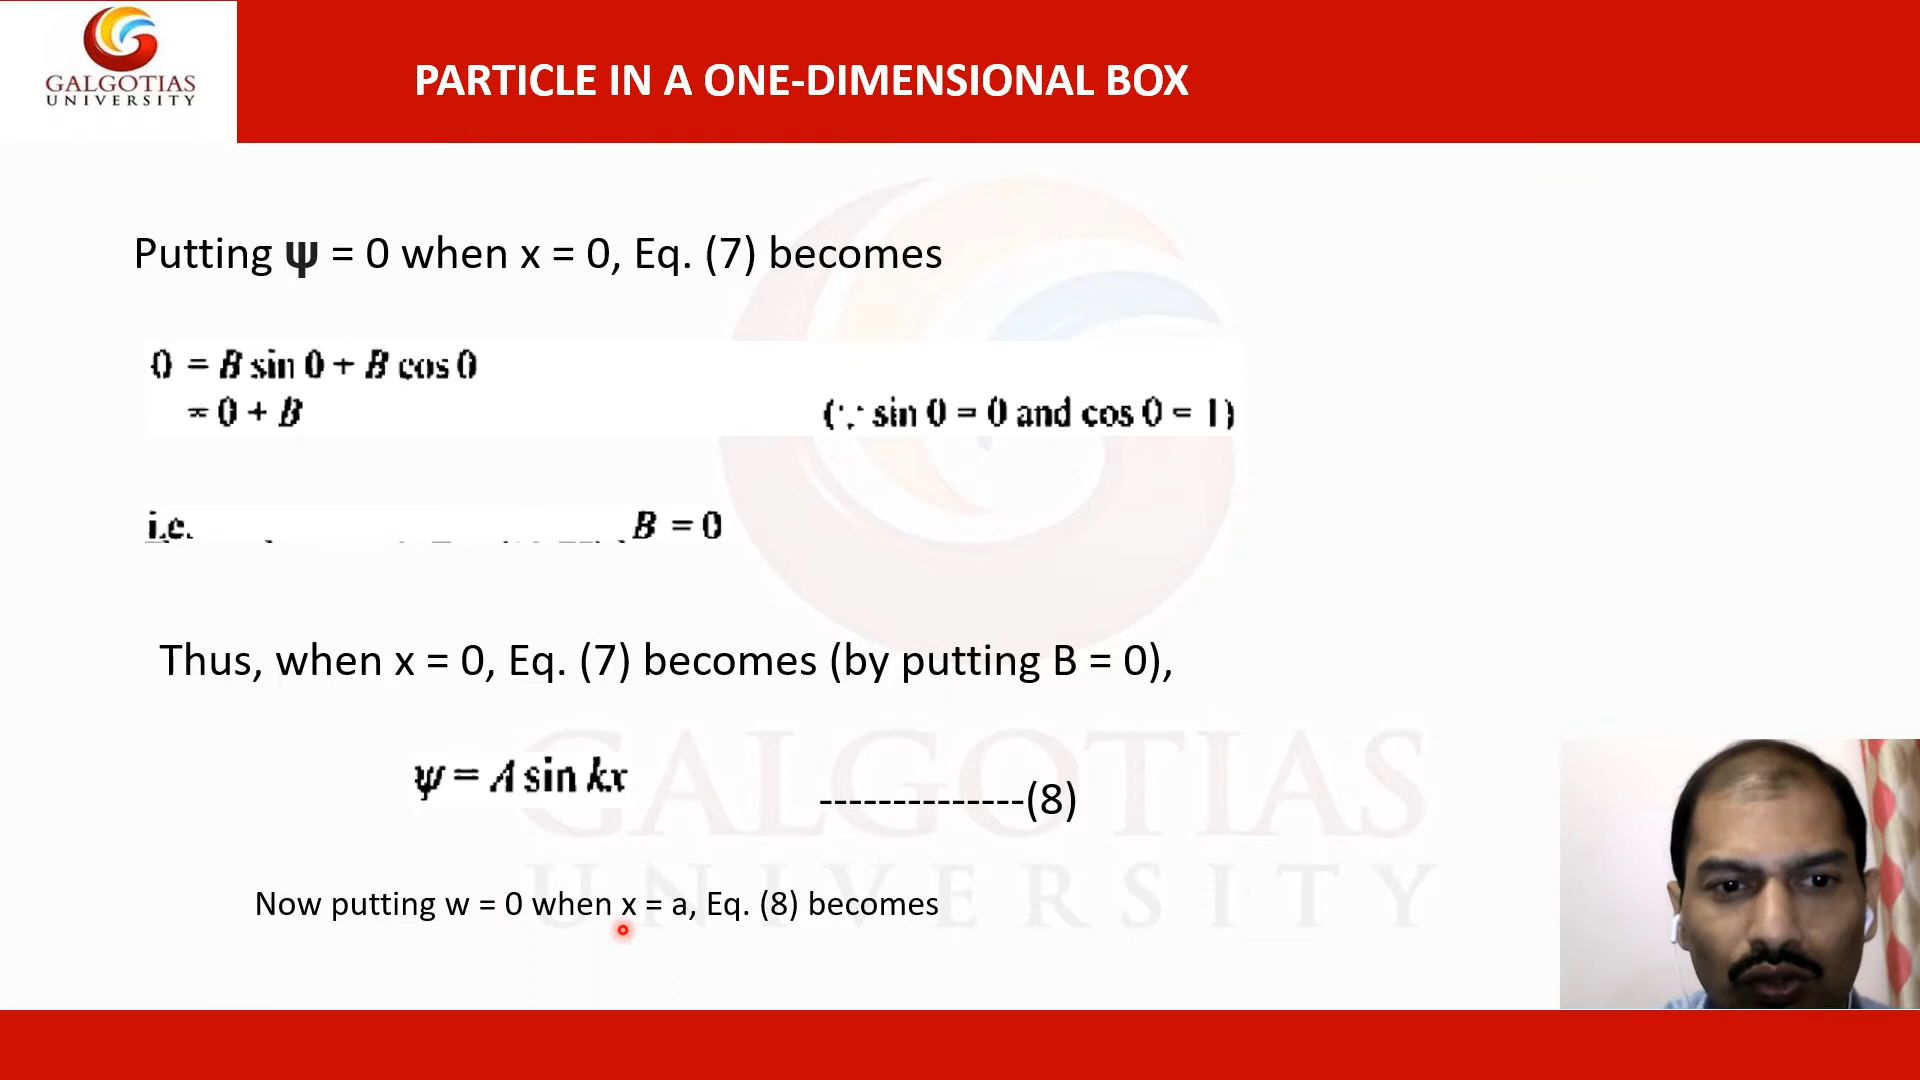 GALGOTIAS
UNIVERSITY
PARTICLE IN A ONE-DIMENSIONAL BOX
Putting ψ = 0 when x = 0, Eq. (7) becomes
0 = B sin 0 + B cos 0
= 0 + B (∵ sin 0 = 0 and cos 0 = 1)
i.e. B = 0
Thus, when x = 0, Eq. (7) becomes (by putting B = 0),
ψ = A sin kx
--------------(8)
Now putting w = 0 when x = a, Eq. (8) becomes
GALGOTIAS
UNIVERSITY